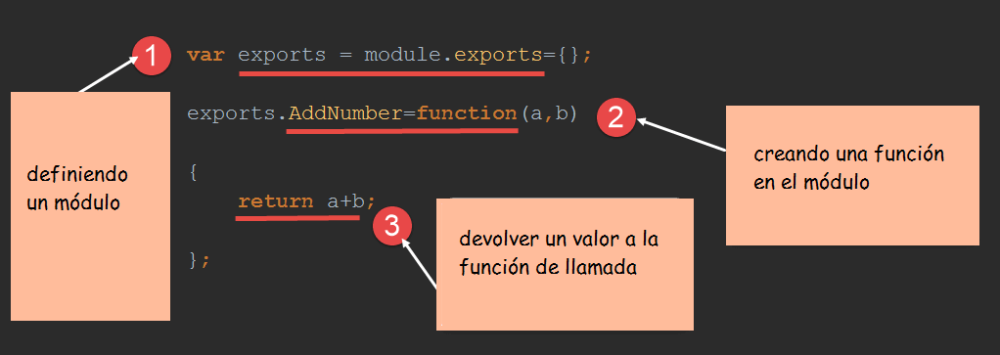 1
var exports = module.exports={};
exports.AddNumber=function(a,b)
2
definiendo
un módulo
creando una función
en el módulo
{
return a+b;
3
devolver un valor a la
función de llamada
};